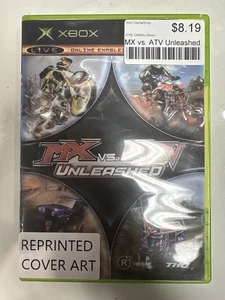 XBOX
$8.19
LIVE ONLINE ENABLED
MX vs. ATV Unleashed
MX VS. ATV
UNLEASHED
REPRINTED
COVER ART
THQ